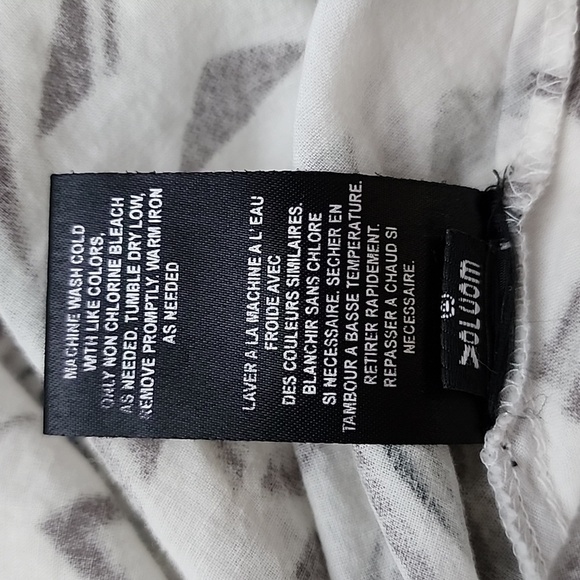 MACHINE WASH COLD
WITH LIKE COLORS,
ONLY NON CHLORINE BLEACH
AS NEEDED, TUMBLE DRY LOW,
REMOVE PROMPTLY. WARM IRON
AS NEEDED
LAVER A LA MACHINE A L'EAU
FROIDE AVEC
DES COULEURS SIMILAIRES.
BLANCHIR SANS CHLORE
SI NECESSAIRE. SECHER EN
TAMBOUR A BASSE TEMPERATURE.
RETIRER RAPIDEMENT.
REPASSER A CHAUD SI
NECESSAIRE.
VOLCOM